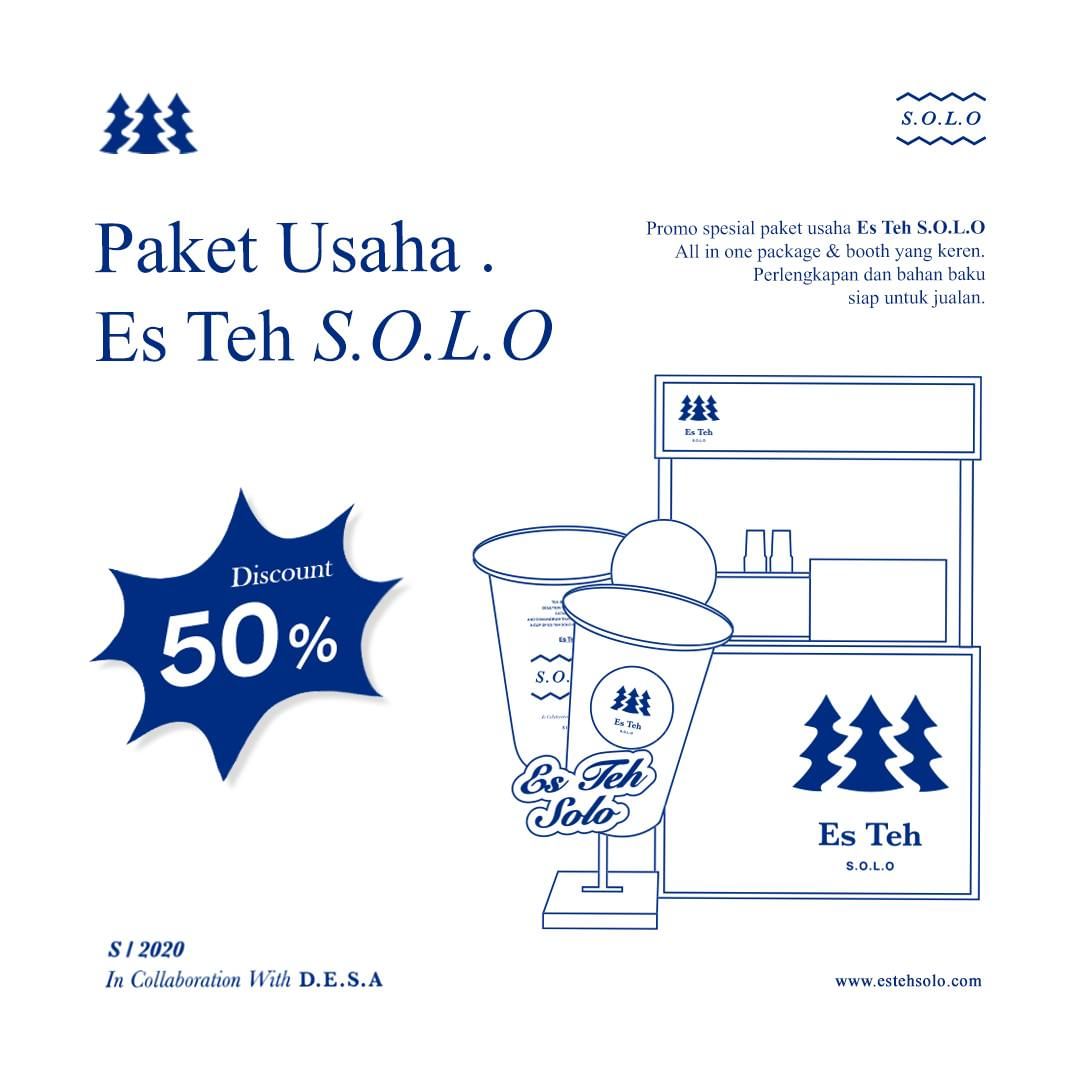 S.O.L.O
Paket Usaha .
Es Teh S.O.L.O
Promo spesial paket usaha Es Teh S.O.L.O
All in one package & booth yang keren.
Perlengkapan dan bahan baku
siap untuk jualan.
Es Teh
S.O.L.O
Discount
50%
S.O.
Es Teh
S.O.L.O
Es Teh
Solo
Es Teh
S.O.L.O
S / 2020
In Collaboration With D.E.S.A
www.estehsolo.com